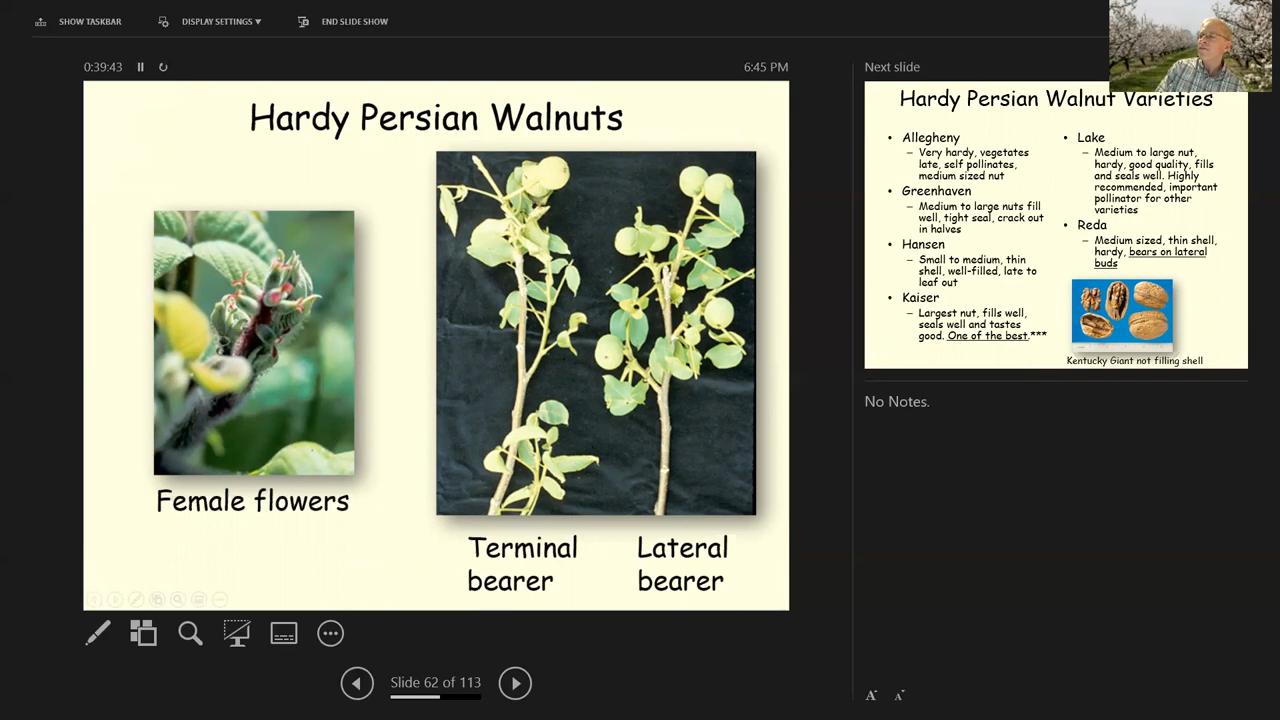 SHOW TASKBAR
DISPLAY SETTINGS ▼
END SLIDE SHOW
0:39:43
6:45 PM
Hardy Persian Walnuts
Female flowers
Terminal
bearer
Lateral
bearer
Slide 62 of 113
Next slide
Hardy Persian Walnut Varieties
• Allegheny
– Very hardy, vegetates
late, self pollinates,
medium sized nut
• Greenhaven
– Medium to large nuts fill
well, tight seal, crack out
in halves
• Hansen
– Small to medium, thin
shell, well-filled, late to
leaf out
• Kaiser
– Largest nut, fills well,
seals well and tastes
good. One of the best.***
• Lake
– Medium to large nut,
hardy, good quality, fills
and seals well. Highly
recommended, important
pollinator for other
varieties
• Reda
– Medium sized, thin shell,
hardy, bears on lateral
buds
Kentucky Giant not filling shell
No Notes.
A A